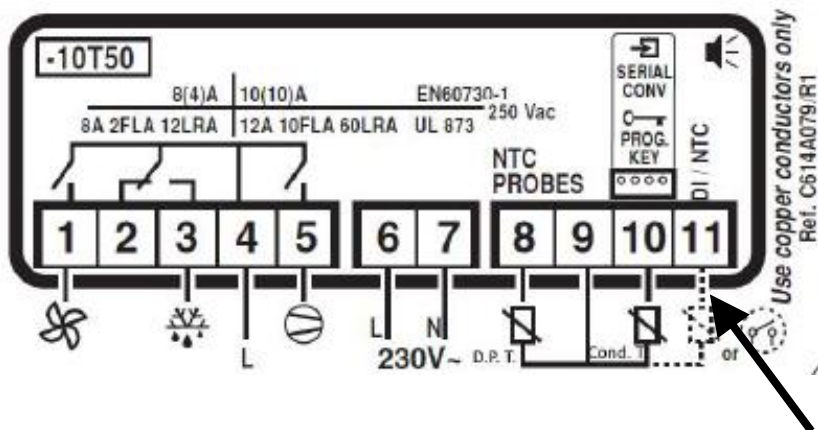 -10T50
8(4)A 10(10)A EN60730-1
250 Vac
8A 2FLA 12LRA 12A 10FLA 60LRA UL 873
SERIAL
CONV
PROG.
KEY
NTC
PROBES
DI / NTC
1 2 3 4 5 6 7 8 9 10 11
L
L N
230V~
D.P. T.
Cond. T
or
Use copper conductors only
Ref. C614A079/R1